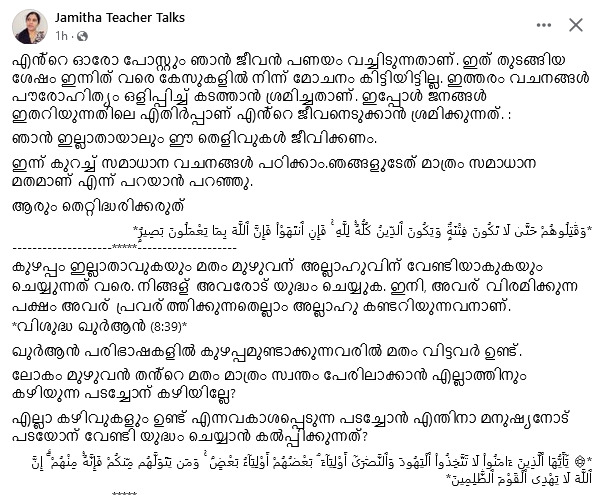 Jamitha Teacher Talks
1h ·
എൻ്റെ ഓരോ പോസ്റ്റും ഞാൻ ജീവൻ പണയം വച്ചിടുന്നതാണ്. ഇത് തുടങ്ങിയ
ശേഷം ഇന്നിത് വരെ കേസുകളിൽ നിന്ന് മോചനം കിട്ടിയിട്ടില്ല. ഇത്തരം വചനങ്ങൾ
പൗരോഹിത്യം ഒളിപ്പിച്ച് കടത്താൻ ശ്രമിച്ചതാണ്. ഇപ്പോൾ ജനങ്ങൾ
ഇതറിയുന്നതിലെ എതിർപ്പാണ് എൻ്റെ ജീവനെടുക്കാൻ ശ്രമിക്കുന്നത്. :
ഞാൻ ഇല്ലാതായാലും ഈ തെളിവുകൾ ജീവിക്കണം.
ഇന്ന് കുറച്ച് സമാധാന വചനങ്ങൾ പഠിക്കാം.ഞങ്ങളുടേത് മാത്രം സമാധാന
മതമാണ് എന്ന് പറയാൻ പറഞ്ഞു.
ആരും തെറ്റിദ്ധരിക്കരുത്
*وَقَٰتِلُوهُمْ حَتَّىٰ لَا تَكُونَ فِتْنَةٌ وَيَكُونَ ٱلدِّينُ كُلُّهُۥ لِلَّهِ ۚ فَإِنِ ٱنتَهَوْا۟ فَإِنَّ ٱللَّهَ بِمَا يَعْمَلُونَ بَصِيرٌ*
--------------------*****--------------------
കുഴപ്പം ഇല്ലാതാവുകയും മതം മുഴുവന് അല്ലാഹുവിന് വേണ്ടിയാകുകയും
ചെയ്യുന്നത് വരെ. നിങ്ങള് അവരോട് യുദ്ധം ചെയ്യുക. ഇനി, അവര് വിരമിക്കുന്ന
പക്ഷം അവര് പ്രവര് ത്തിക്കുന്നതെല്ലാം അല്ലാഹു കണ്ടറിയുന്നവനാണ്.
*വിശുദ്ധ ഖുർആൻ (8:39)*
ഖുർആൻ പരിഭാഷകളിൽ കുഴപ്പമുണ്ടാക്കുന്നവരിൽ മതം വിട്ടവർ ഉണ്ട്.
ലോകം മുഴുവൻ തൻ്റെ മതം മാത്രം സ്വന്തം പേരിലാക്കാൻ എല്ലാത്തിനും
കഴിയുന്ന പടച്ചോന് കഴിയില്ലേ?
എല്ലാ കഴിവുകളും ഉണ്ട് എന്നവകാശപ്പെടുന്ന പടച്ചോൻ എന്തിനാ മനുഷ്യനോട്
പടയോന് വേണ്ടി യുദ്ധം ചെയ്യാൻ കൽപ്പിക്കുന്നത്?
*۞ يَٰٓأَيُّهَا ٱلَّذِينَ ءَامَنُوا۟ لَا تَتَّخِذُوا۟ ٱلْيَهُودَ وَٱلنَّصَٰرَىٰٓ أَوْلِيَآءَ ۘ بَعْضُهُمْ أَوْلِيَآءُ بَعْضٍ ۚ وَمَن يَتَوَلَّهُم مِّنكُمْ فَإِنَّهُۥ مِنْهُمْ ۗ إِنَّ
ٱللَّهَ لَا يَهْدِى ٱلْقَوْمَ ٱلظَّٰلِمِينَ*
*****